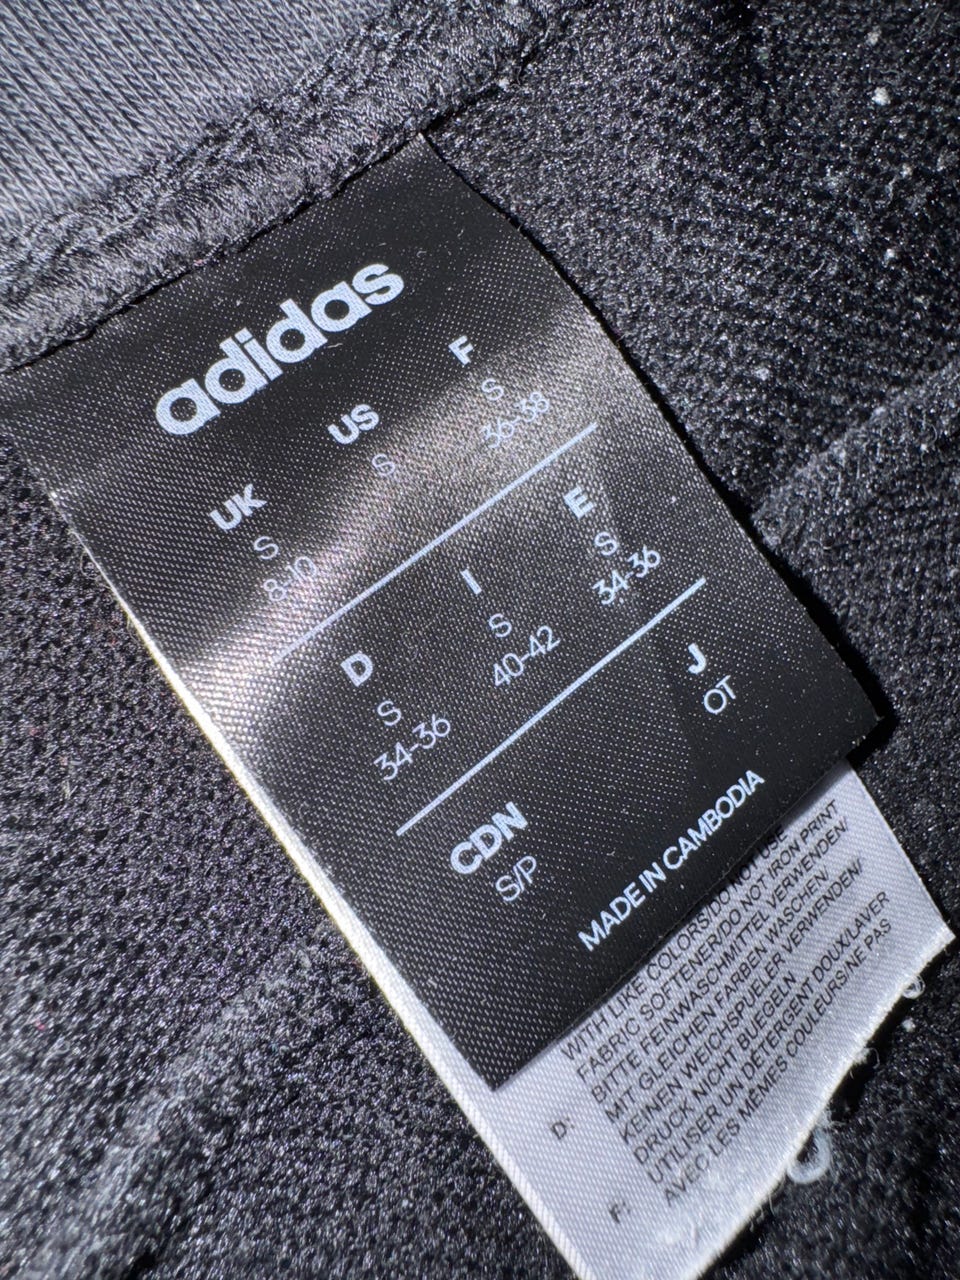 adidas
UK US F
S S S
8-10 36-38
D I E
S S S
34-36 40-42 34-36
CDN J
S/P OT
MADE IN CAMBODIA
WITH LIKE COLORS/DO NOT USE
FABRIC SOFTENER/DO NOT IRON PRINT
D: BITTE FEINWASCHMITTEL VERWENDEN/
MIT GLEICHEN FARBEN WASCHEN/
KEINEN WEICHSPUELER VERWENDEN/
DRUCK NICHT BUEGELN
F: UTILISER UN DÉTERGENT DOUX/LAVER
AVEC LES MÊMES COULEURS/NE PAS